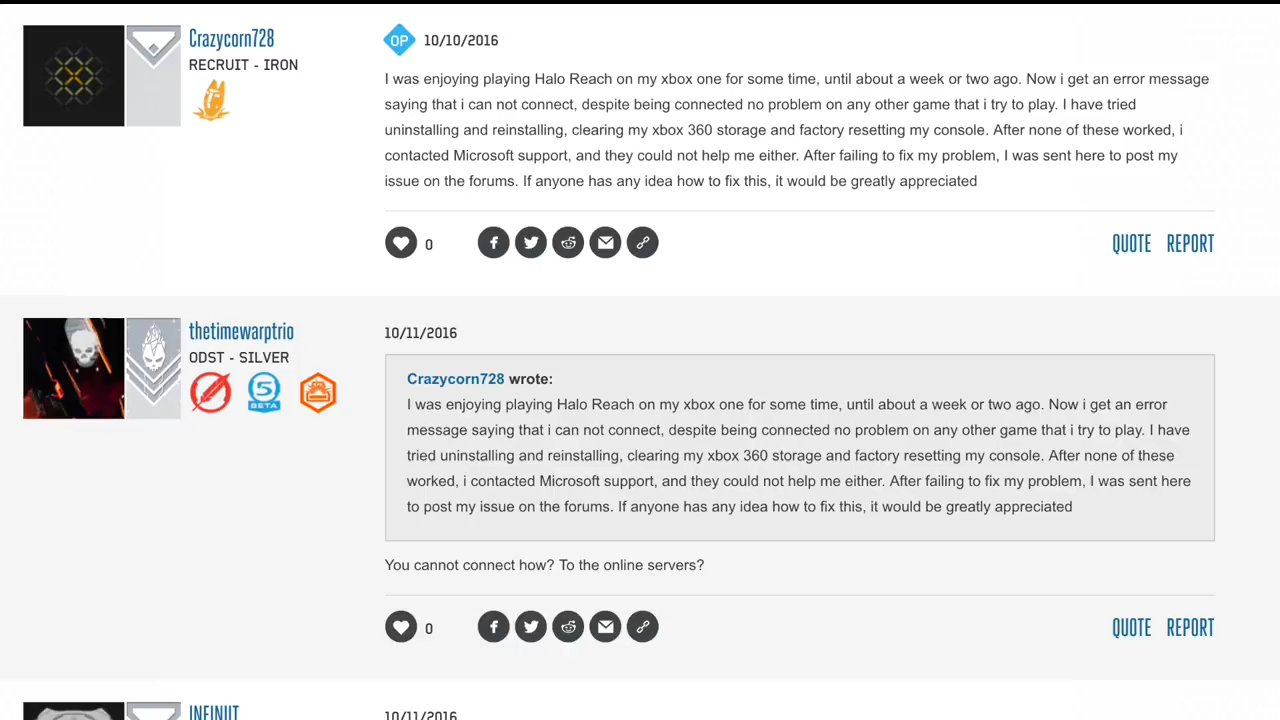 Crazycorn728
RECRUIT - IRON
OP 10/10/2016
I was enjoying playing Halo Reach on my xbox one for some time, until about a week or two ago. Now i get an error message
saying that i can not connect, despite being connected no problem on any other game that i try to play. I have tried
uninstalling and reinstalling, clearing my xbox 360 storage and factory resetting my console. After none of these worked, i
contacted Microsoft support, and they could not help me either. After failing to fix my problem, I was sent here to post my
issue on the forums. If anyone has any idea how to fix this, it would be greatly appreciated
0
QUOTE REPORT
thetimewarptrio
ODST - SILVER
5
BETA
10/11/2016
Crazycorn728 wrote:
I was enjoying playing Halo Reach on my xbox one for some time, until about a week or two ago. Now i get an error
message saying that i can not connect, despite being connected no problem on any other game that i try to play. I have
tried uninstalling and reinstalling, clearing my xbox 360 storage and factory resetting my console. After none of these
worked, i contacted Microsoft support, and they could not help me either. After failing to fix my problem, I was sent here
to post my issue on the forums. If anyone has any idea how to fix this, it would be greatly appreciated
You cannot connect how? To the online servers?
0
QUOTE REPORT
INFINUT
10/11/2016